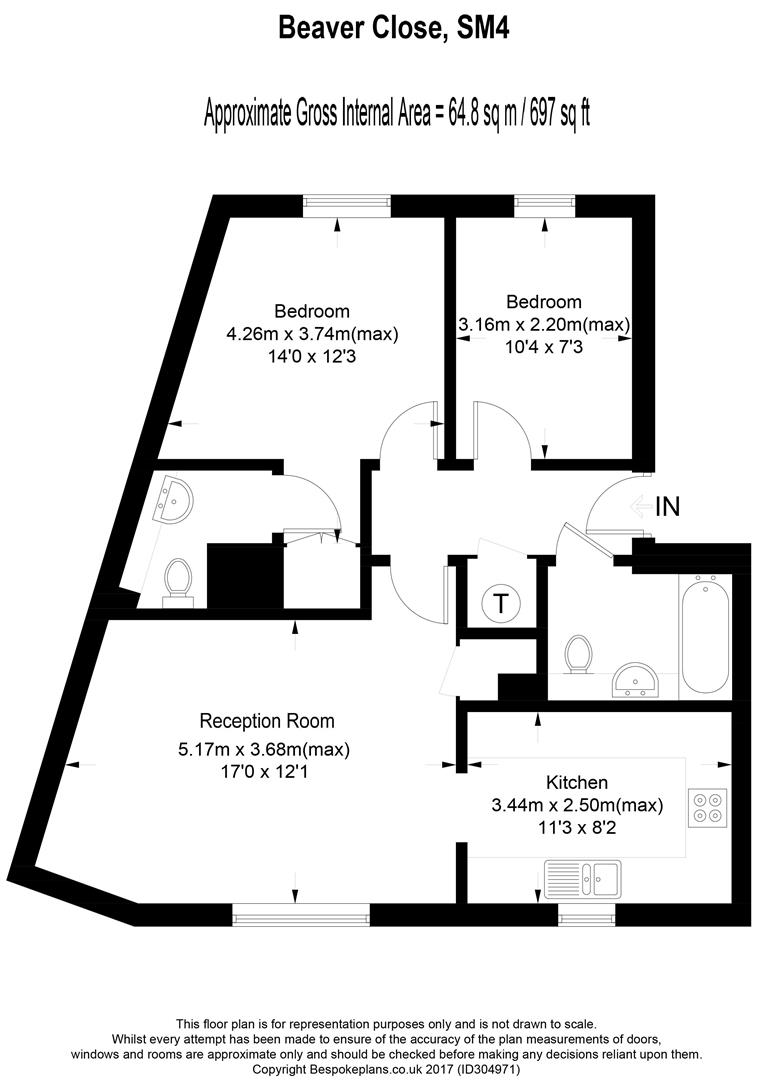 Beaver Close, SM4
Approximate Gross Internal Area = 64.8 sq m / 697 sq ft
Bedroom
4.26m x 3.74m(max)
14'0 x 12'3
Bedroom
3.16m x 2.20m(max)
10'4 x 7'3
IN
T
Reception Room
5.17m x 3.68m(max)
17'0 x 12'1
Kitchen
3.44m x 2.50m(max)
11'3 x 8'2
This floor plan is for representation purposes only and is not drawn to scale.
Whilst every attempt has been made to ensure of the accuracy of the plan measurements of doors,
windows and rooms are approximate only and should be checked before making any decisions reliant upon them.
Copyright Bespokeplans.co.uk 2017 (ID304971)